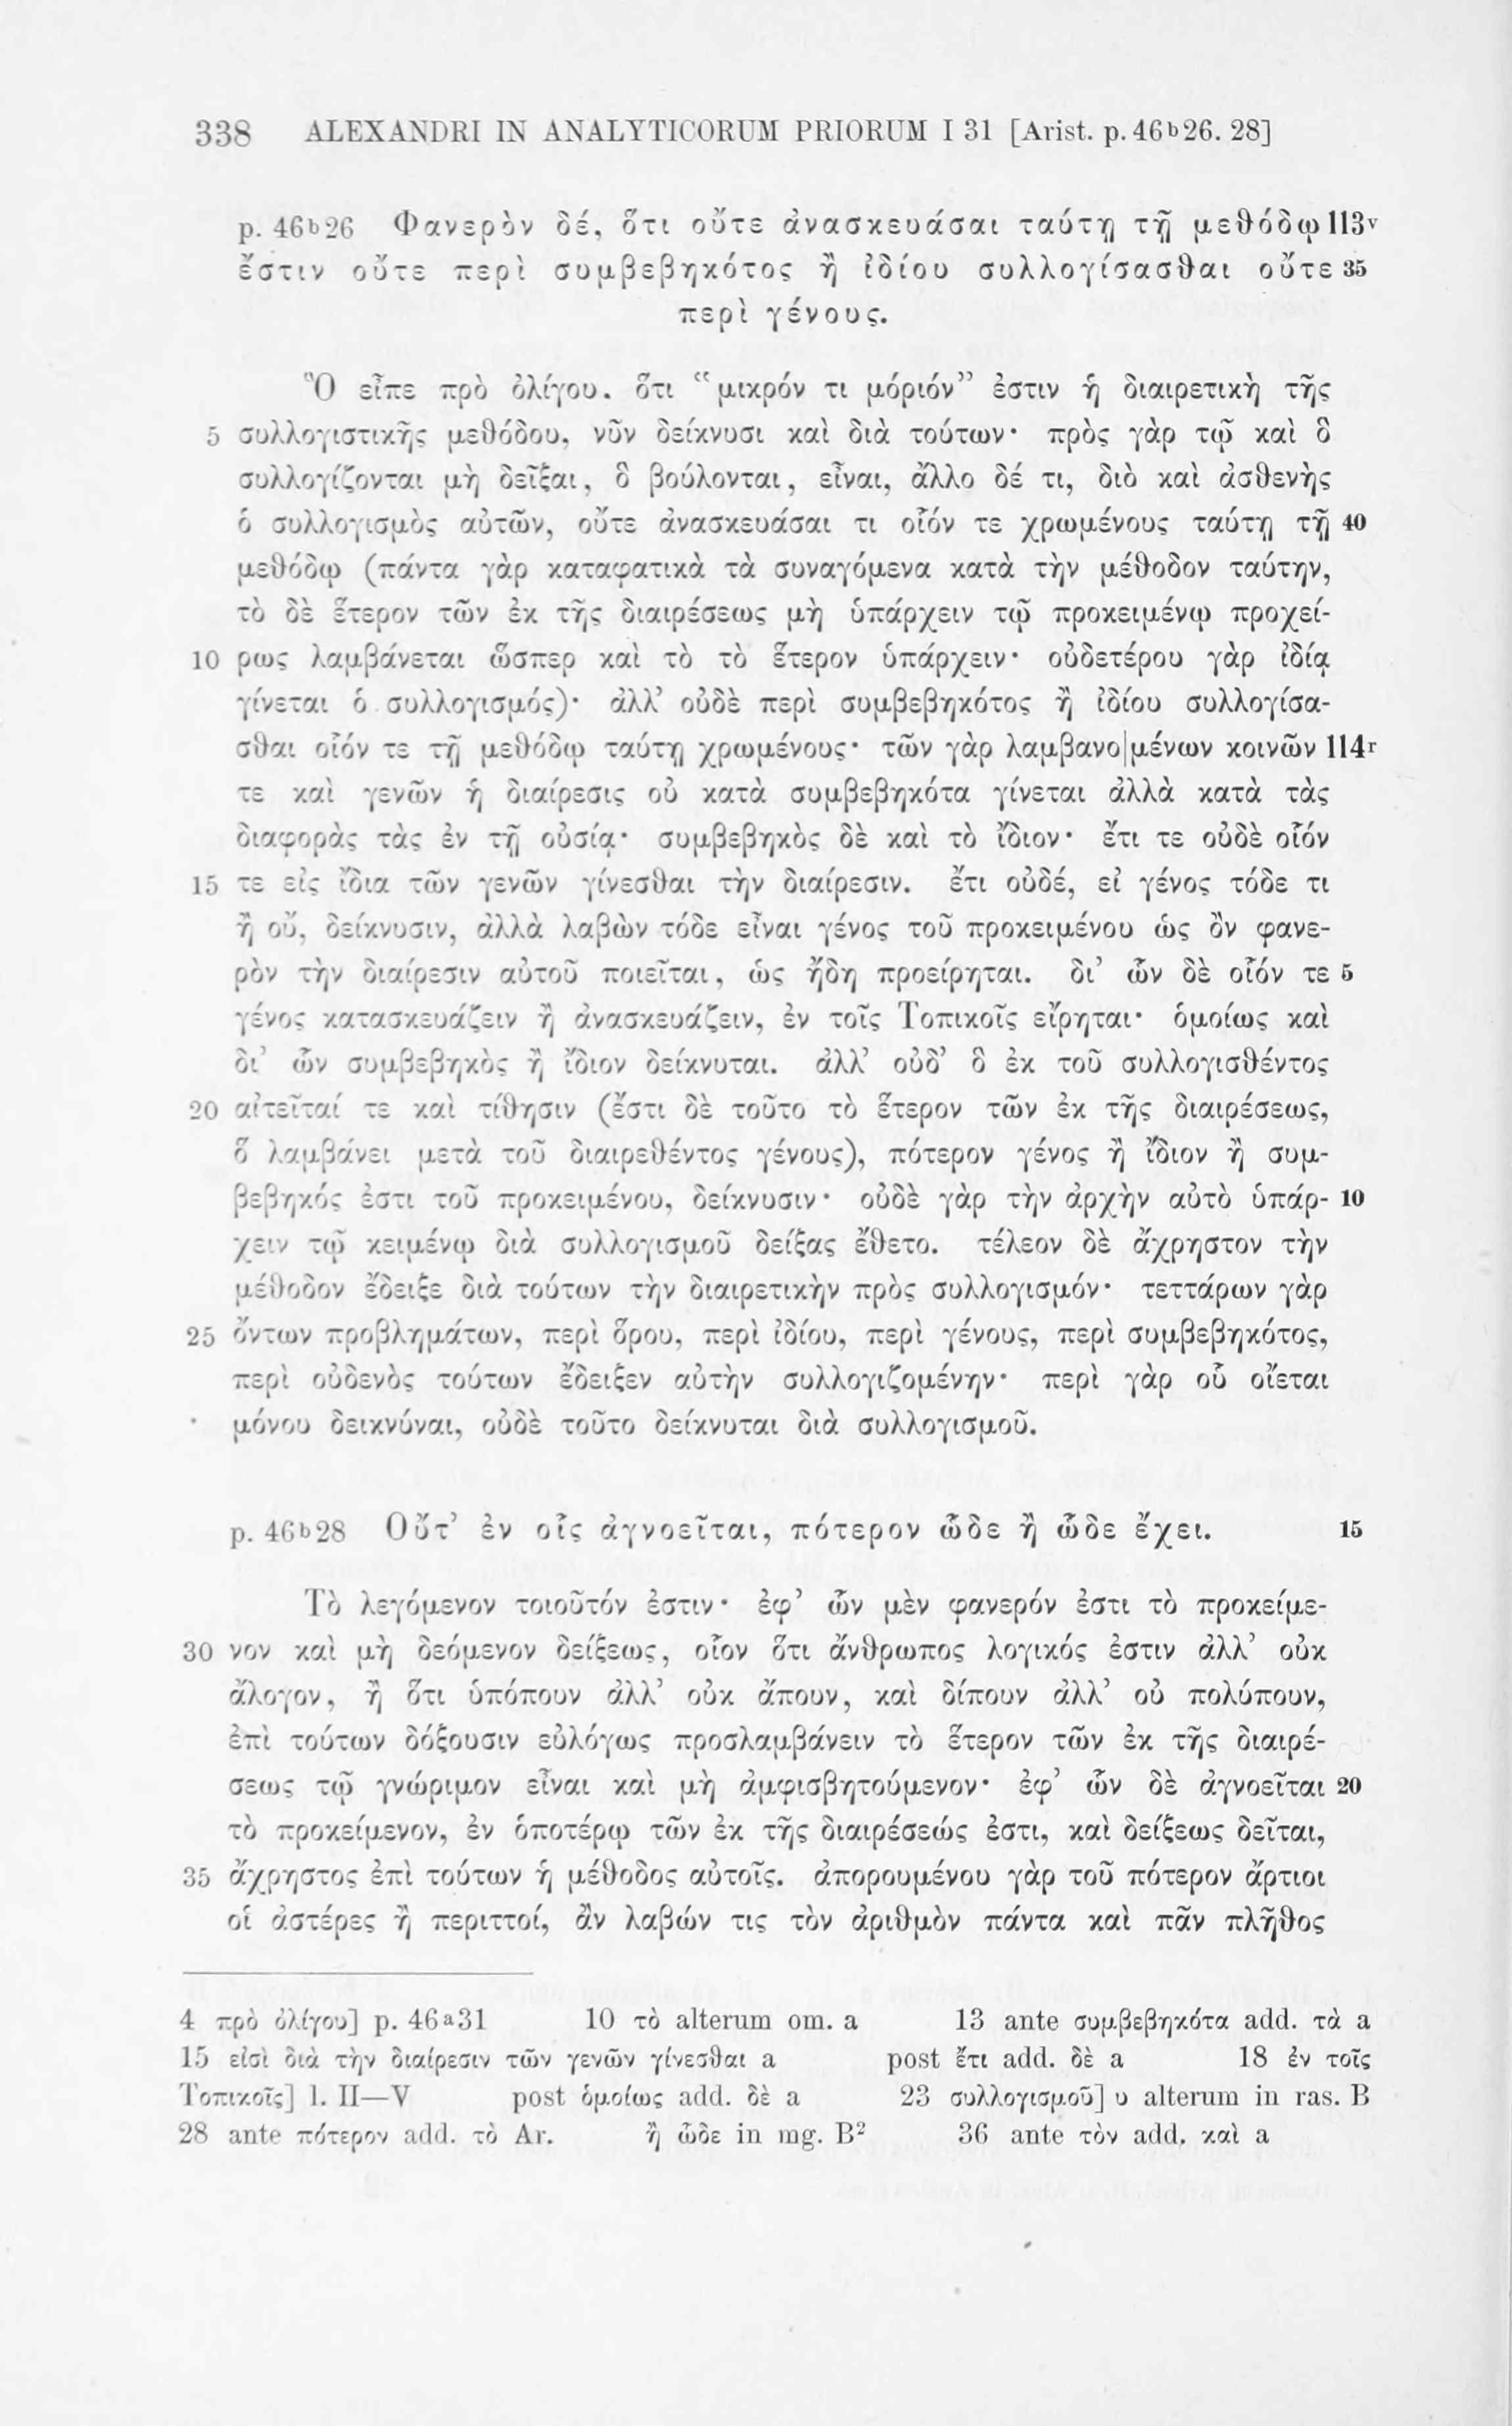 338 ALEXANDRI IN ANALYTICORUM PRIORUM I 31 [Arist. p. 46b26. 28]
p. 46b26 Φανερὸν δέ, ὅτι οὔτε ἀνασκευάσαι ταύτῃ τῇ μεθόδῳ 113v
ἔστιν οὔτε περὶ συμβεβηκότος ἢ ἰδίου συλλογίσασθαι οὔτε 35
περὶ γένους.
Ὃ εἶπε πρὸ ὀλίγου, ὅτι “μικρόν τι μόριόν” ἐστιν ἡ διαιρετικὴ τῆς
5 συλλογιστικῆς μεθόδου, νῦν δείκνυσι καὶ διὰ τούτων· πρὸς γὰρ τῷ καὶ ὃ
συλλογίζονται μὴ δεῖξαι, ὃ βούλονται, εἶναι, ἄλλο δέ τι, διὸ καὶ ἀσθενὴς
ὁ συλλογισμὸς αὐτῶν, οὔτε ἀνασκευάσαι τι οἷόν τε χρωμένους ταύτῃ τῇ 40
μεθόδῳ (πάντα γὰρ καταφατικὰ τὰ συναγόμενα κατὰ τὴν μέθοδον ταύτην,
τὸ δὲ ἕτερον τῶν ἐκ τῆς διαιρέσεως μὴ ὑπάρχειν τῷ προκειμένῳ προχεί-
10 ρως λαμβάνεται ὥσπερ καὶ τὸ τὸ ἕτερον ὑπάρχειν· οὐδετέρου γὰρ ἰδίᾳ
γίνεται ὁ συλλογισμός)· ἀλλ’ οὐδὲ περὶ συμβεβηκότος ἢ ἰδίου συλλογίσα-
σθαι οἷόν τε τῇ μεθόδῳ ταύτῃ χρωμένους· τῶν γὰρ λαμβανο|μένων κοινῶν 114r
τε καὶ γενῶν ἡ διαίρεσις οὐ κατὰ συμβεβηκότα γίνεται ἀλλὰ κατὰ τὰς
διαφορὰς τὰς ἐν τῇ οὐσίᾳ· συμβεβηκὸς δὲ καὶ τὸ ἴδιον· ἔτι τε οὐδὲ οἷόν
15 τε εἰς ἴδια τῶν γενῶν γίνεσθαι τὴν διαίρεσιν. ἔτι οὐδέ, εἰ γένος τόδε τι
ἢ οὔ, δείκνυσιν, ἀλλὰ λαβὼν τόδε εἶναι γένος τοῦ προκειμένου ὡς ὂν φανε-
ρὸν τὴν διαίρεσιν αὐτοῦ ποιεῖται, ὡς ἤδη προείρηται. δι’ ὧν δὲ οἷόν τε 5
γένος κατασκευάζειν ἢ ἀνασκευάζειν, ἐν τοῖς Τοπικοῖς εἴρηται· ὁμοίως καὶ
δι’ ὧν συμβεβηκὸς ἢ ἴδιον δείκνυται. ἀλλ’ οὐδ’ ὃ ἐκ τοῦ συλλογισθέντος
20 αἰτεῖταί τε καὶ τίθησιν (ἔστι δὲ τοῦτο τὸ ἕτερον τῶν ἐκ τῆς διαιρέσεως,
ὃ λαμβάνει μετὰ τοῦ διαιρεθέντος γένους), πότερον γένος ἢ ἴδιον ἢ συμ-
βεβηκός ἐστι τοῦ προκειμένου, δείκνυσιν· οὐδὲ γὰρ τὴν ἀρχὴν αὐτὸ ὑπάρ- 10
χειν τῷ κειμένῳ διὰ συλλογισμοῦ δείξας ἔθετο. τέλεον δὲ ἄχρηστον τὴν
μέθοδον ἔδειξε διὰ τούτων τὴν διαιρετικὴν πρὸς συλλογισμόν· τεττάρων γὰρ
25 ὄντων προβλημάτων, περὶ ὅρου, περὶ ἰδίου, περὶ γένους, περὶ συμβεβηκότος,
περὶ οὐδενὸς τούτων ἔδειξεν αὐτὴν συλλογιζομένην· περὶ γὰρ οὗ οἴεται
μόνου δεικνύναι, οὐδὲ τοῦτο δείκνυται διὰ συλλογισμοῦ.
p. 46b28 Οὔτ’ ἐν οἷς ἀγνοεῖται, πότερον ὧδε ἢ ὧδε ἔχει. 15
Τὸ λεγόμενον τοιοῦτόν ἐστιν· ἐφ’ ὧν μὲν φανερόν ἐστι τὸ προκείμε-
30 νον καὶ μὴ δεόμενον δείξεως, οἷον ὅτι ἄνθρωπος λογικός ἐστιν ἀλλ’ οὐκ
ἄλογον, ἢ ὅτι ὑπόπουν ἀλλ’ οὐκ ἄπουν, καὶ δίπουν ἀλλ’ οὐ πολύπουν,
ἐπὶ τούτων δόξουσιν εὐλόγως προσλαμβάνειν τὸ ἕτερον τῶν ἐκ τῆς διαιρέ-
σεως τῷ γνώριμον εἶναι καὶ μὴ ἀμφισβητούμενον· ἐφ’ ὧν δὲ ἀγνοεῖται 20
τὸ προκείμενον, ἐν ὁποτέρῳ τῶν ἐκ τῆς διαιρέσεώς ἐστι, καὶ δείξεως δεῖται,
35 ἄχρηστος ἐπὶ τούτων ἡ μέθοδος αὐτοῖς. ἀπορουμένου γὰρ τοῦ πότερον ἄρτιοι
οἱ ἀστέρες ἢ περιττοί, ἂν λαβών τις τὸν ἀριθμὸν πάντα καὶ πᾶν πλῆθος
4 πρὸ ὀλίγου] p. 46a31 10 τὸ alterum om. a 13 ante συμβεβηκότα add. τὰ a
15 εἰσὶ διὰ τὴν διαίρεσιν τῶν γενῶν γίνεσθαι a post ἔτι add. δὲ a 18 ἐν τοῖς
Τοπικοῖς] l. II—V post ὁμοίως add. δὲ a 23 συλλογισμοῦ] υ alterum in ras. B
28 ante πότερον add. τὸ Ar. ἢ ὧδε in mg. B² 36 ante τὸν add. καὶ a